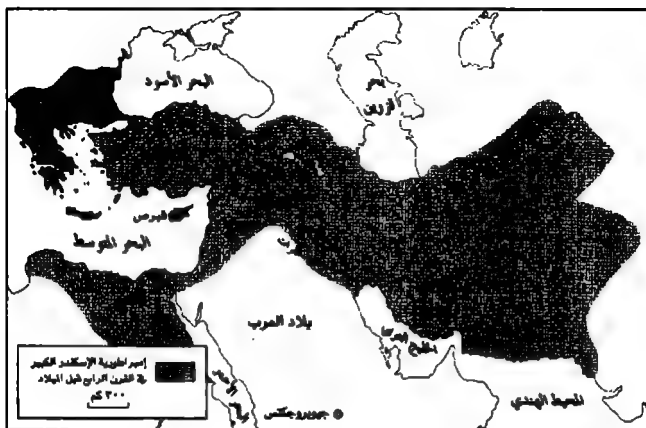 البحر الأسود
بحر
قزوين
قبرص
البحر المتوسط
بلاد العرب
الخليج
المحيط الهندي
إمبراطورية الإسكندر الكبير
في القرن الرابع قبل الميلاد
٣٠٠ كم